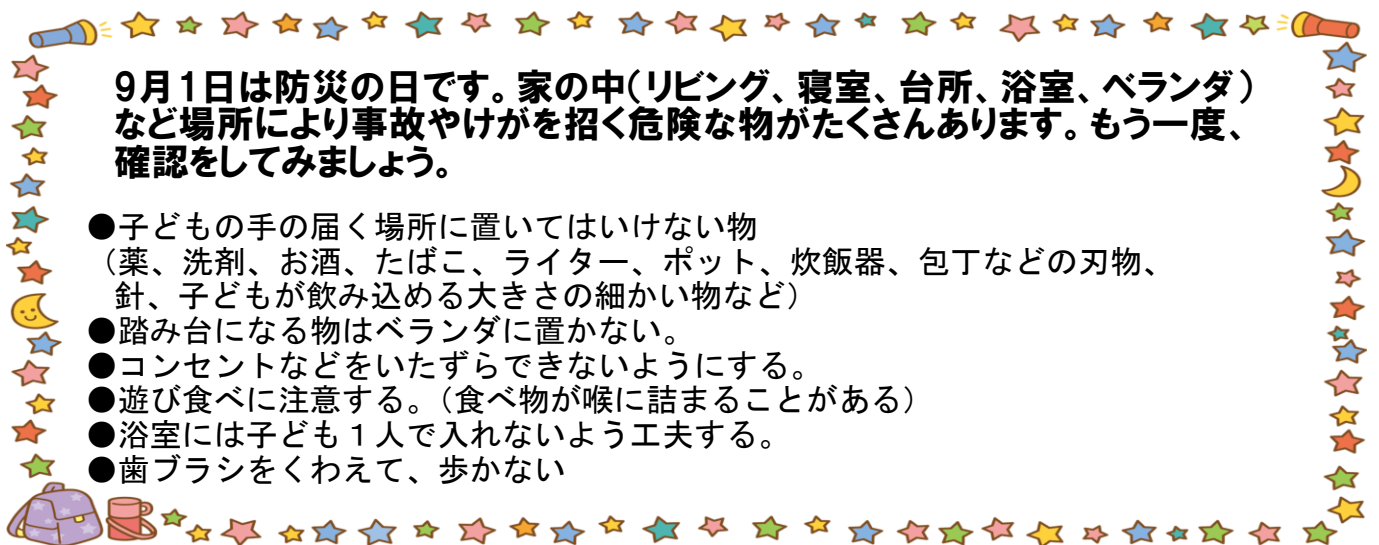 9月1日は防災の日です。家の中(リビング、寝室、台所、浴室、ベランダ)
など場所により事故やけがを招く危険な物がたくさんあります。もう一度、
確認をしてみましょう。
●子どもの手の届く場所に置いてはいけない物
(薬、洗剤、お酒、たばこ、ライター、ポット、炊飯器、包丁などの刃物、
針、子どもが飲み込める大きさの細かい物など)
●踏み台になる物はベランダに置かない。
●コンセントなどをいたずらできないようにする。
●遊び食べに注意する。(食べ物が喉に詰まることがある)
●浴室には子ども1人で入れないよう工夫する。
●歯ブラシをくわえて、歩かない